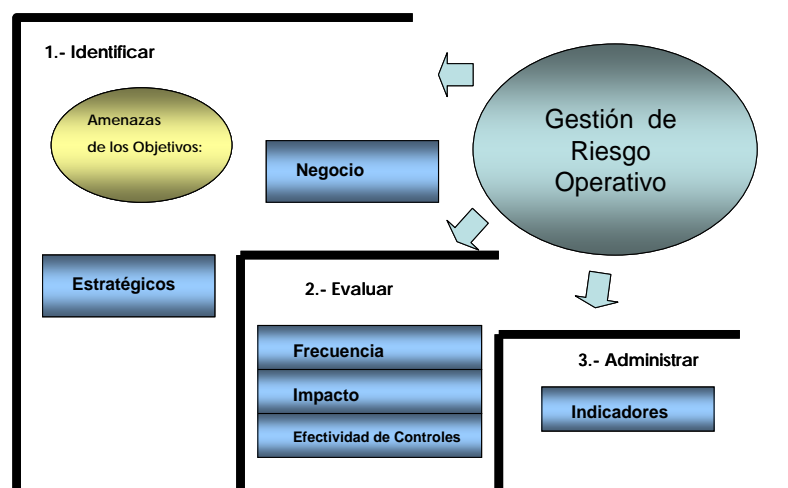 1.- Identificar
Amenazas
de los Objetivos:
Negocio
Estratégicos
Gestión de
Riesgo
Operativo
2.- Evaluar
Frecuencia
Impacto
Efectividad de Controles
3.- Administrar
Indicadores